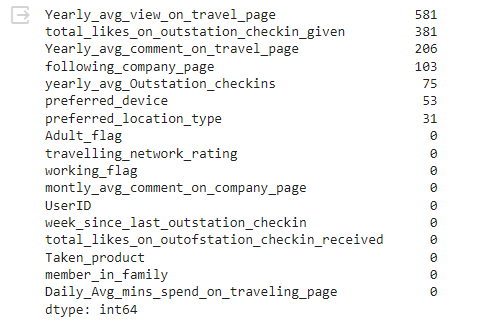 Yearly_avg_view_on_travel_page 581
total_likes_on_outstation_checkin_given 381
Yearly_avg_comment_on_travel_page 206
following_company_page 103
yearly_avg_Outstation_checkins 75
preferred_device 53
preferred_location_type 31
Adult_flag 0
travelling_network_rating 0
working_flag 0
montly_avg_comment_on_company_page 0
UserID 0
week_since_last_outstation_checkin 0
total_likes_on_outofstation_checkin_received 0
Taken_product 0
member_in_family 0
Daily_Avg_mins_spend_on_traveling_page 0
dtype: int64